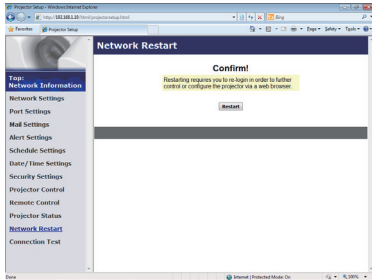 Projector Setup - Windows Internet Explorer
http://192.168.1.10/html/projectorsetup.html
Bing
Favorites
Projector Setup
Page
Safety
Tools
Network Restart
Confirm!
Restarting requires you to re-login in order to further
control or configure the projector via a web browser.
Restart
Top:
Network Information
Network Settings
Port Settings
Mail Settings
Alert Settings
Schedule Settings
Date/Time Settings
Security Settings
Projector Control
Remote Control
Projector Status
Network Restart
Connection Test
Done
Internet | Protected Mode: On
100%